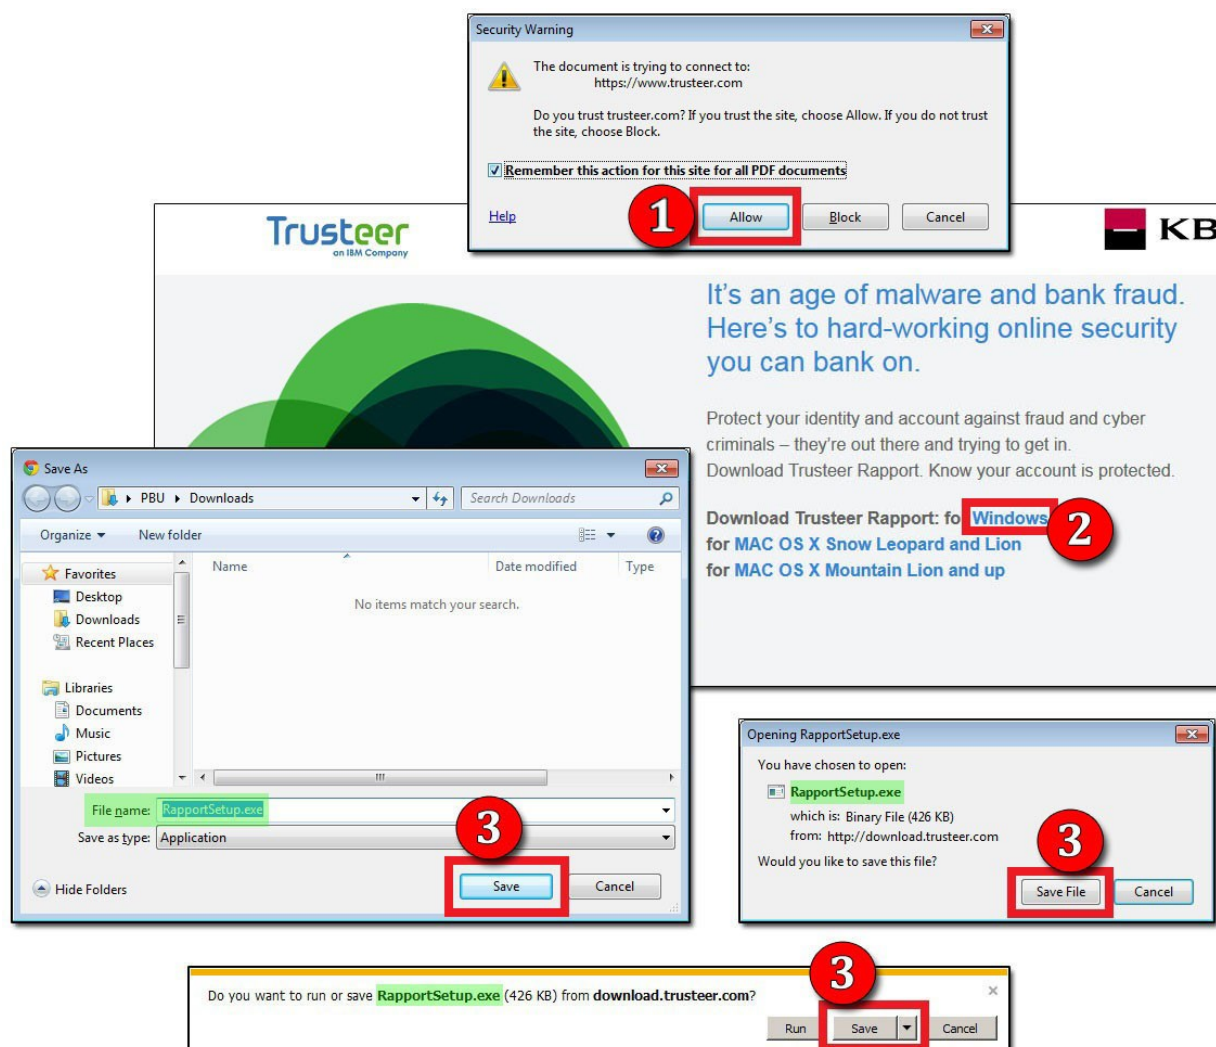 Security Warning
The document is trying to connect to:
https://www.trusteer.com
Do you trust trusteer.com? If you trust the site, choose Allow. If you do not trust
the site, choose Block.
Remember this action for this site for all PDF documents
Help
1
Allow
Block
Cancel
Trusteer
an IBM Company
KB
It's an age of malware and bank fraud.
Here's to hard-working online security
you can bank on.
Protect your identity and account against fraud and cyber
criminals – they're out there and trying to get in.
Download Trusteer Rapport. Know your account is protected.
Download Trusteer Rapport: for Windows
2
for MAC OS X Snow Leopard and Lion
for MAC OS X Mountain Lion and up
Save As
PBU
Downloads
Search Downloads
Organize
New folder
Name
Date modified
Type
Favorites
Desktop
Downloads
Recent Places
No items match your search.
Libraries
Documents
Music
Pictures
Videos
File name: RapportSetup.exe
Save as type: Application
3
Hide Folders
Save
Cancel
Opening RapportSetup.exe
You have chosen to open:
RapportSetup.exe
which is: Binary File (426 KB)
from: http://download.trusteer.com
Would you like to save this file?
3
Save File
Cancel
3
Do you want to run or save RapportSetup.exe (426 KB) from download.trusteer.com?
Run
Save
Cancel